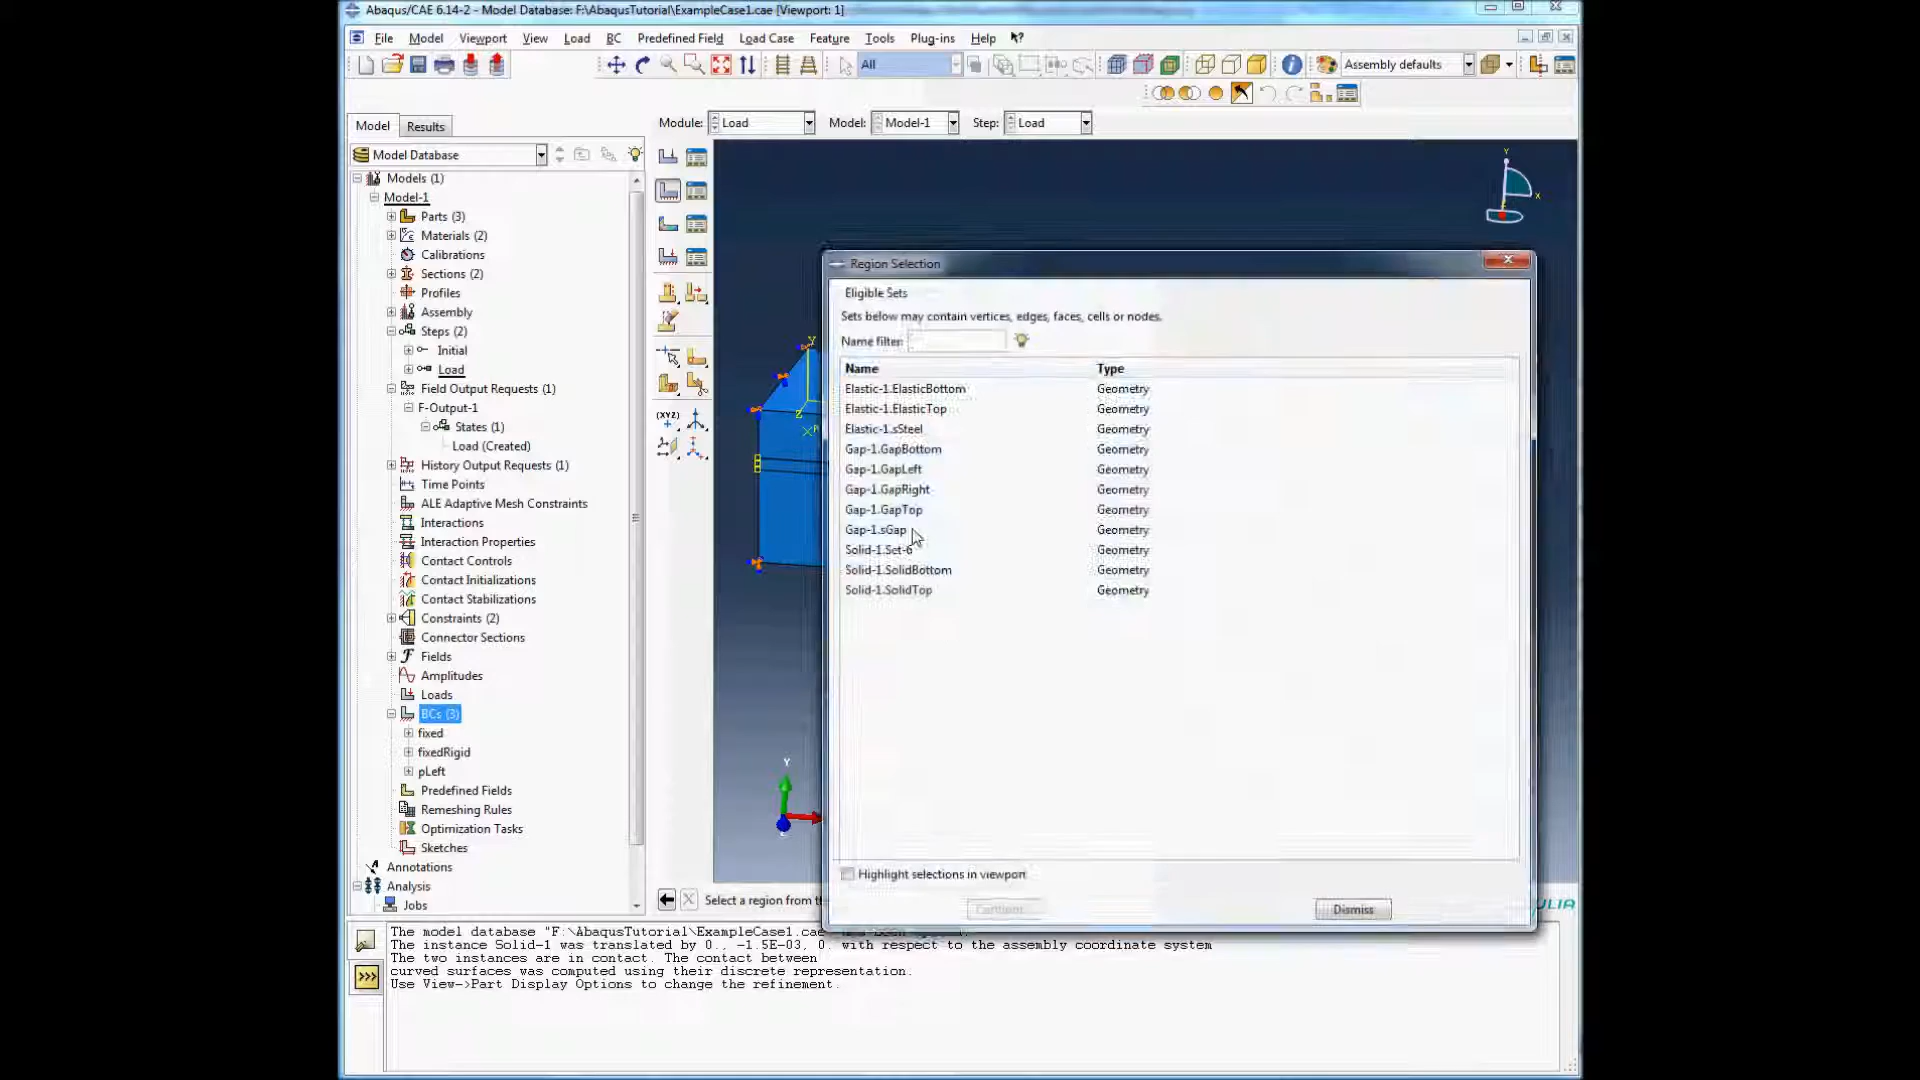 Abaqus/CAE 6.14-2 - Model Database: F:\AbaqusTutorial\ExampleCase1.cae [Viewport: 1]
File Model Viewport View Load BC Predefined Field Load Case Feature Tools Plug-ins Help
All
Assembly defaults
Model Results
Module: Load Model: Model-1 Step: Load
Model Database
Models (1)
Model-1
Parts (3)
Materials (2)
Calibrations
Sections (2)
Profiles
Assembly
Steps (2)
Initial
Load
Field Output Requests (1)
F-Output-1
States (1)
Load (Created)
History Output Requests (1)
Time Points
ALE Adaptive Mesh Constraints
Interactions
Interaction Properties
Contact Controls
Contact Initializations
Contact Stabilizations
Constraints (2)
Connector Sections
Fields
Amplitudes
Loads
BCs (3)
fixed
fixedRigid
pLeft
Predefined Fields
Remeshing Rules
Optimization Tasks
Sketches
Annotations
Analysis
Jobs
(XYZ)
Y
X
Y
Z
Y
Region Selection
Eligible Sets
Sets below may contain vertices, edges, faces, cells or nodes.
Name filter:
Name Type
Elastic-1.ElasticBottom Geometry
Elastic-1.ElasticTop Geometry
Elastic-1.sSteel Geometry
Gap-1.GapBottom Geometry
Gap-1.GapLeft Geometry
Gap-1.GapRight Geometry
Gap-1.GapTop Geometry
Gap-1.sGap Geometry
Solid-1.Set-6 Geometry
Solid-1.SolidBottom Geometry
Solid-1.SolidTop Geometry
Highlight selections in viewport
Continue... Dismiss
Select a region from th
ULIA
The model database "F:\AbaqusTutorial\ExampleCase1.cae
The instance Solid-1 was translated by 0., -1.5E-03, 0. with respect to the assembly coordinate system
The two instances are in contact. The contact between
curved surfaces was computed using their discrete representation.
Use View->Part Display Options to change the refinement.
>>>